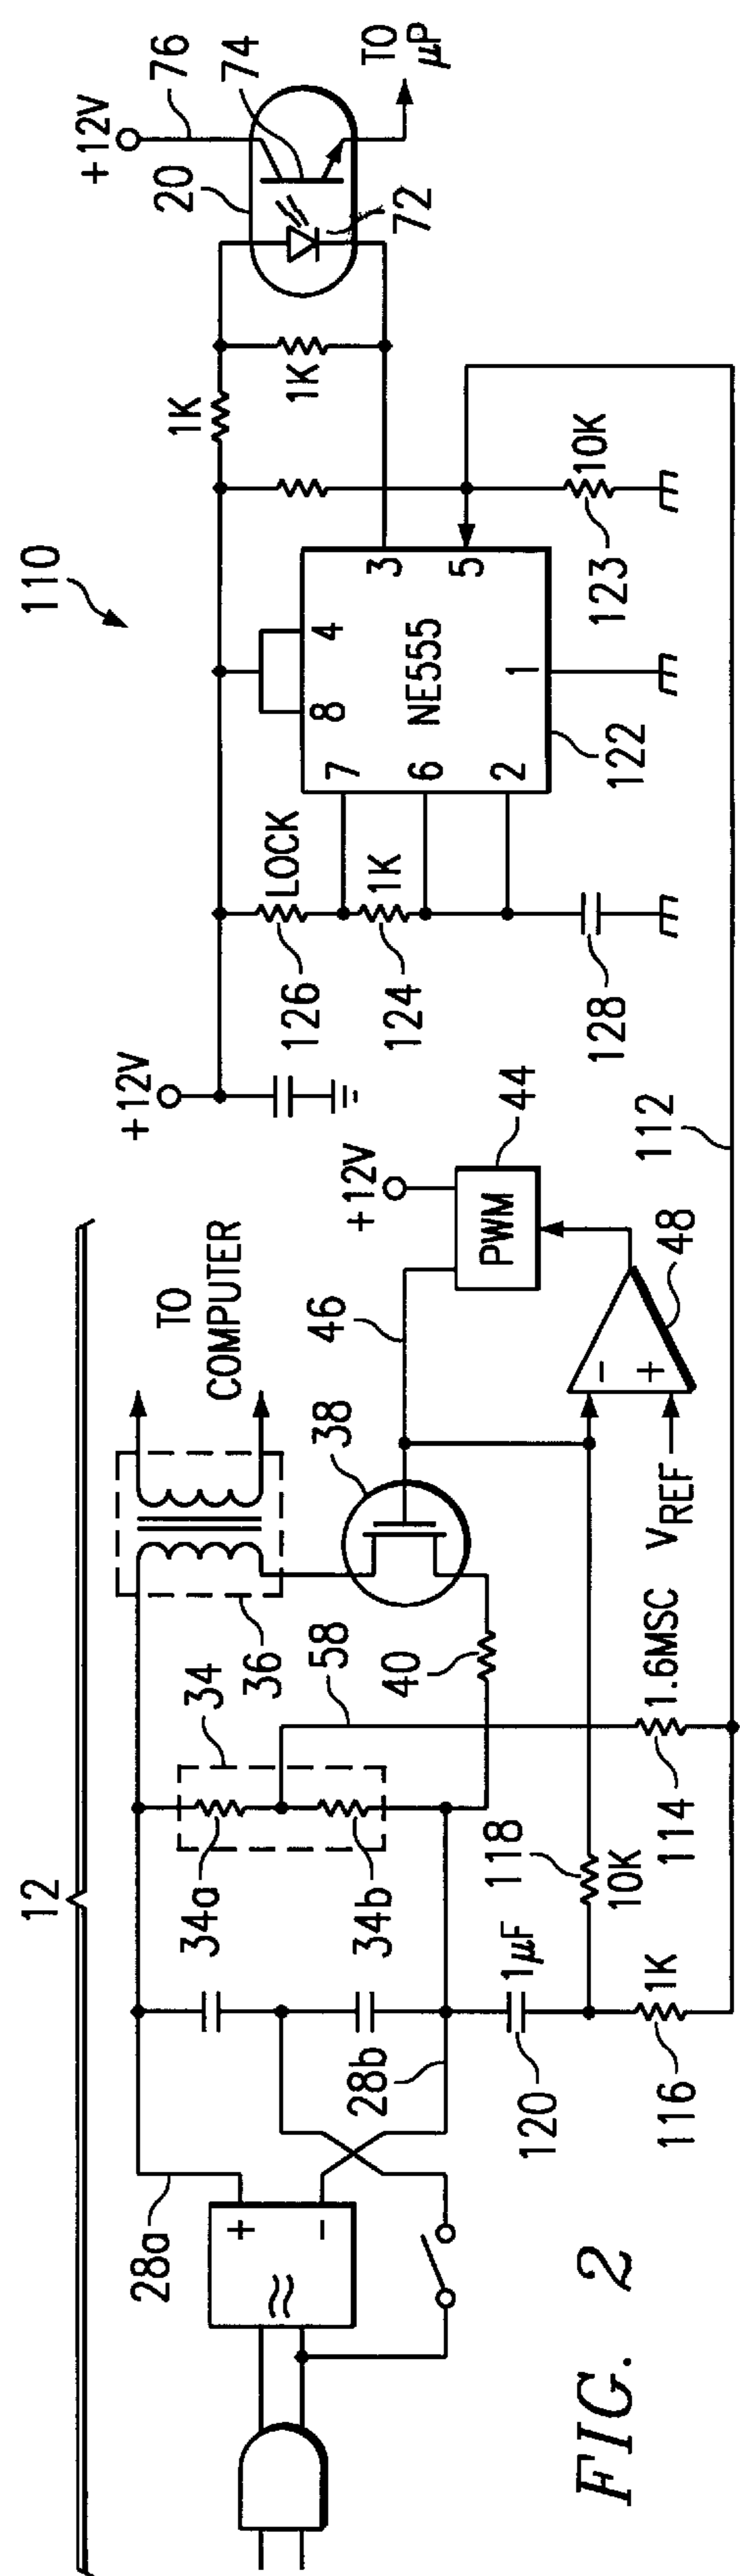 12
110
28a
28b
34
34a
34b
36
TO
COMPUTER
38
58
40
46
+12V
PWM
44
48
−
+
VREF
118
10K
120
1µF
116
1K
114
1.6MSC
112
+
−
+12V
126
LOCK
124
1K
128
7
6
2
8
4
NE555
3
5
1
122
123
10K
1K
1K
20
+12V
76
74
72
TO
µP
FIG. 2